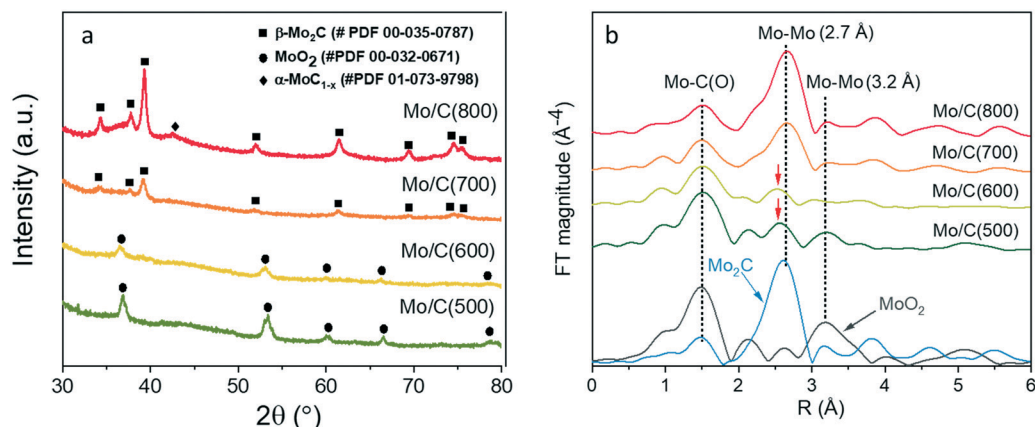 a
β-Mo₂C (# PDF 00-035-0787)
MoO₂ (#PDF 00-032-0671)
α-MoC₁₋ₓ (#PDF 01-073-9798)
Mo/C(800)
Mo/C(700)
Mo/C(600)
Mo/C(500)
Intensity (a.u.)
30 40 50 60 70 80
2θ (°)
b
Mo-Mo (2.7 Å)
Mo-C(O)
Mo-Mo (3.2 Å)
Mo/C(800)
Mo/C(700)
Mo/C(600)
Mo/C(500)
Mo₂C
MoO₂
FT magnitude (Å⁻⁴)
0 1 2 3 4 5 6
R (Å)